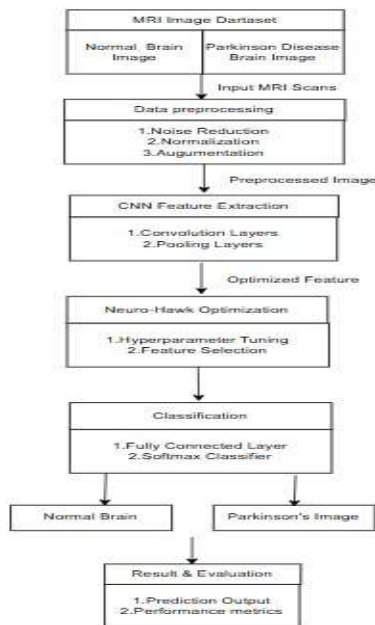 MRI Image Dartaset
Normal Brain
Image
Parkinson Disease
Brain Image
Input MRI Scans
Data preprocessing
1.Noise Reduction
2.Normalization
3.Augumentation
Preprocessed Image
CNN Feature Extraction
1.Convolution Layers
2.Pooling Layers
Optimized Feature
Neuro-Hawk Optimization
1.Hyperparameter Tuning
2.Feature Selection
Classification
1.Fully Connected Layer
2.Softmax Classifier
Normal Brain
Parkinson's Image
Result & Evaluation
1.Prediction Output
2.Performance metrics